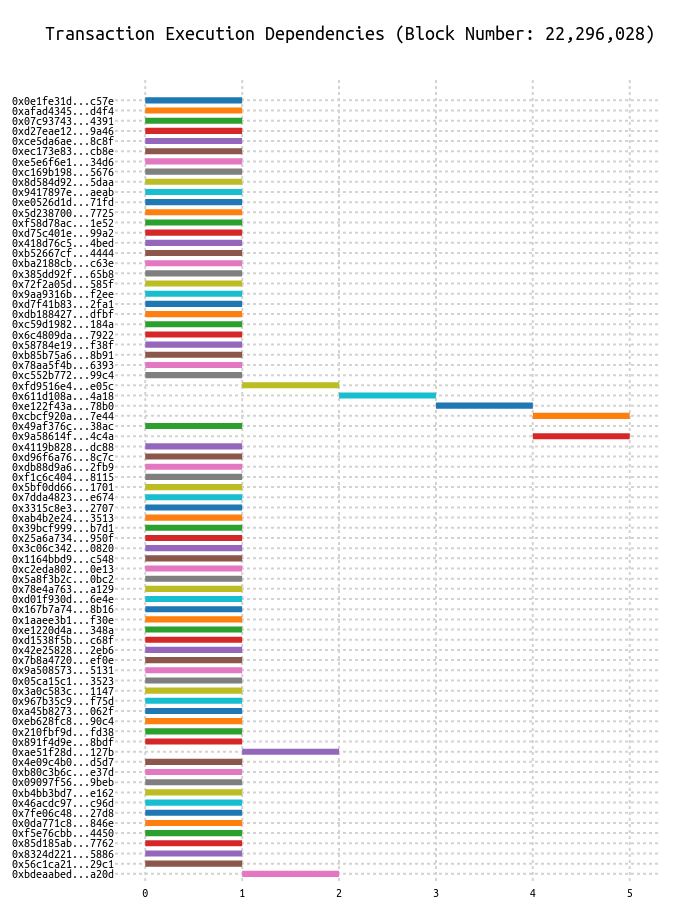 Transaction Execution Dependencies (Block Number: 22,296,028)
0x0e1fe31d...c57e
0xafad4345...d4f4
0x07c93743...4391
0xd27eae12...9a46
0xce5da6ae...8c8f
0xec173e83...cb8e
0xe5e6f6e1...34d6
0xc169b198...5676
0x8d584d92...5daa
0x9417897e...aeab
0xe0526d1d...71fd
0x5d238700...7725
0xf58d78ac...1e52
0xd75c401e...99a2
0x418d76c5...4bed
0xb52667cf...4444
0xba2188cb...c63e
0x385dd92f...65b8
0x72f2a05d...585f
0x9aa9316b...f2ee
0xd7f41b83...2fa1
0xdb188427...dfbf
0xc59d1982...184a
0x6c4809da...7922
0x58784e19...f38f
0xb85b75a6...8b91
0x78aa5f4b...6393
0xc552b772...99c4
0xfd9516e4...e05c
0x611d108a...4a18
0xe122f43a...78b0
0xcbcf920a...7e44
0x49af376c...38ac
0x9a58614f...4c4a
0x4119b828...dc88
0xd96f6a76...8c7c
0xdb88d9a6...2fb9
0xf1c6c404...8115
0x5bf0dd66...1701
0x7dda4823...e674
0x3315c8e3...2707
0xab4b2e24...3513
0x39bcf999...b7d1
0x25a6a734...950f
0x3c06c342...0820
0x1164bbd9...c548
0xc2eda802...0e13
0x5a8f3b2c...0bc2
0x78e4a763...a129
0xd01f930d...6e4e
0x167b7a74...8b16
0x1aaee3b1...f30e
0xe1220d4a...348a
0xd1538f5b...c68f
0x42e25828...2eb6
0x7b8a4720...ef0e
0x9a508573...5131
0x05ca15c1...3523
0x3a0c583c...1147
0x967b35c9...f75d
0xa45b8273...062f
0xeb628fc8...90c4
0x210fbf9d...fd38
0x891f4d9e...8bdf
0xae51f28d...127b
0x4e09c4b0...d5d7
0xb80c3b6c...e37d
0x09097f56...9beb
0xb4bb3bd7...e162
0x46acdc97...c96d
0x7fe06c48...27d8
0x0da771c8...846e
0xf5e76cbb...4450
0x85d185ab...7762
0x8324d221...5886
0x56c1ca21...29c1
0xbdeaabed...a20d
0 1 2 3 4 5